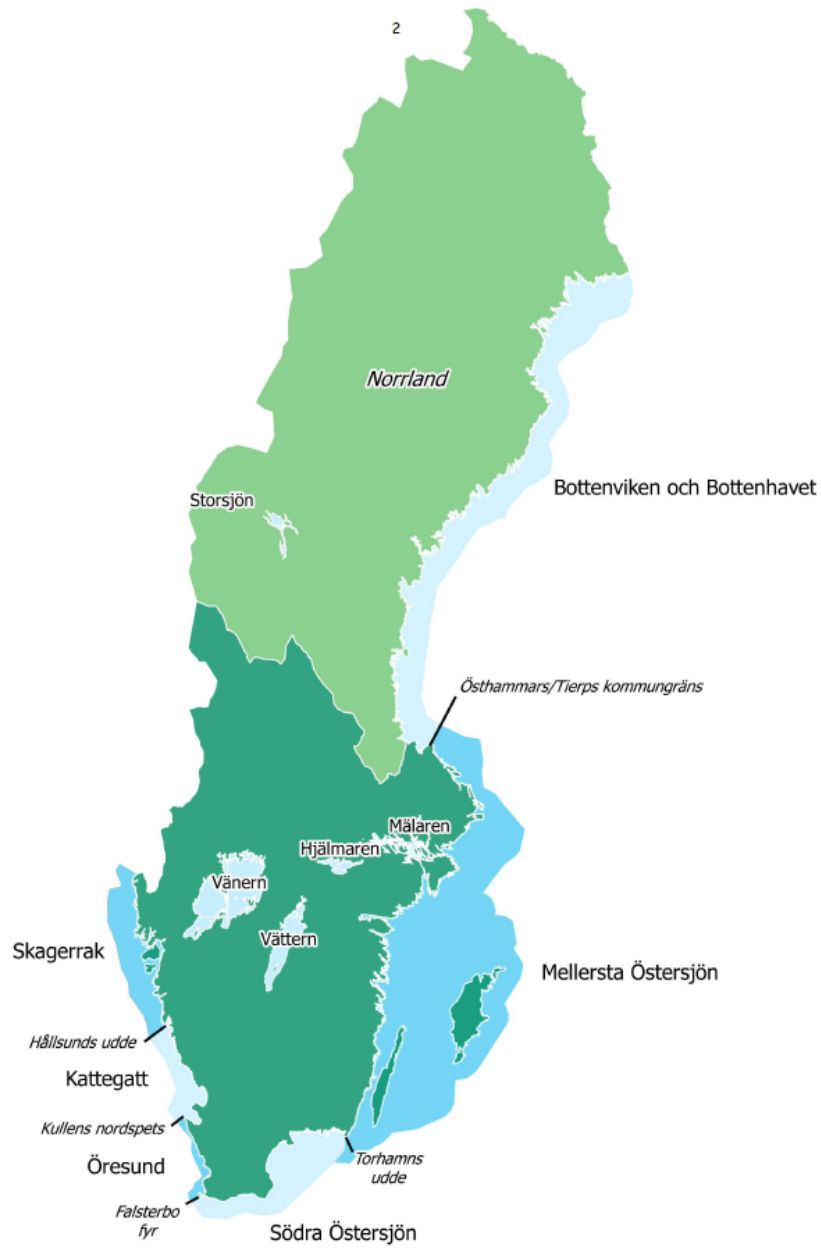 2
Norrland
Storsjön
Bottenviken och Bottenhavet
Östhammars/Tierps kommungräns
Mälaren
Hjälmaren
Vänern
Vättern
Skagerrak
Mellersta Östersjön
Hållsunds udde
Kattegatt
Kullens nordspets
Öresund
Torhamns
udde
Falsterbo
fyr
Södra Östersjön